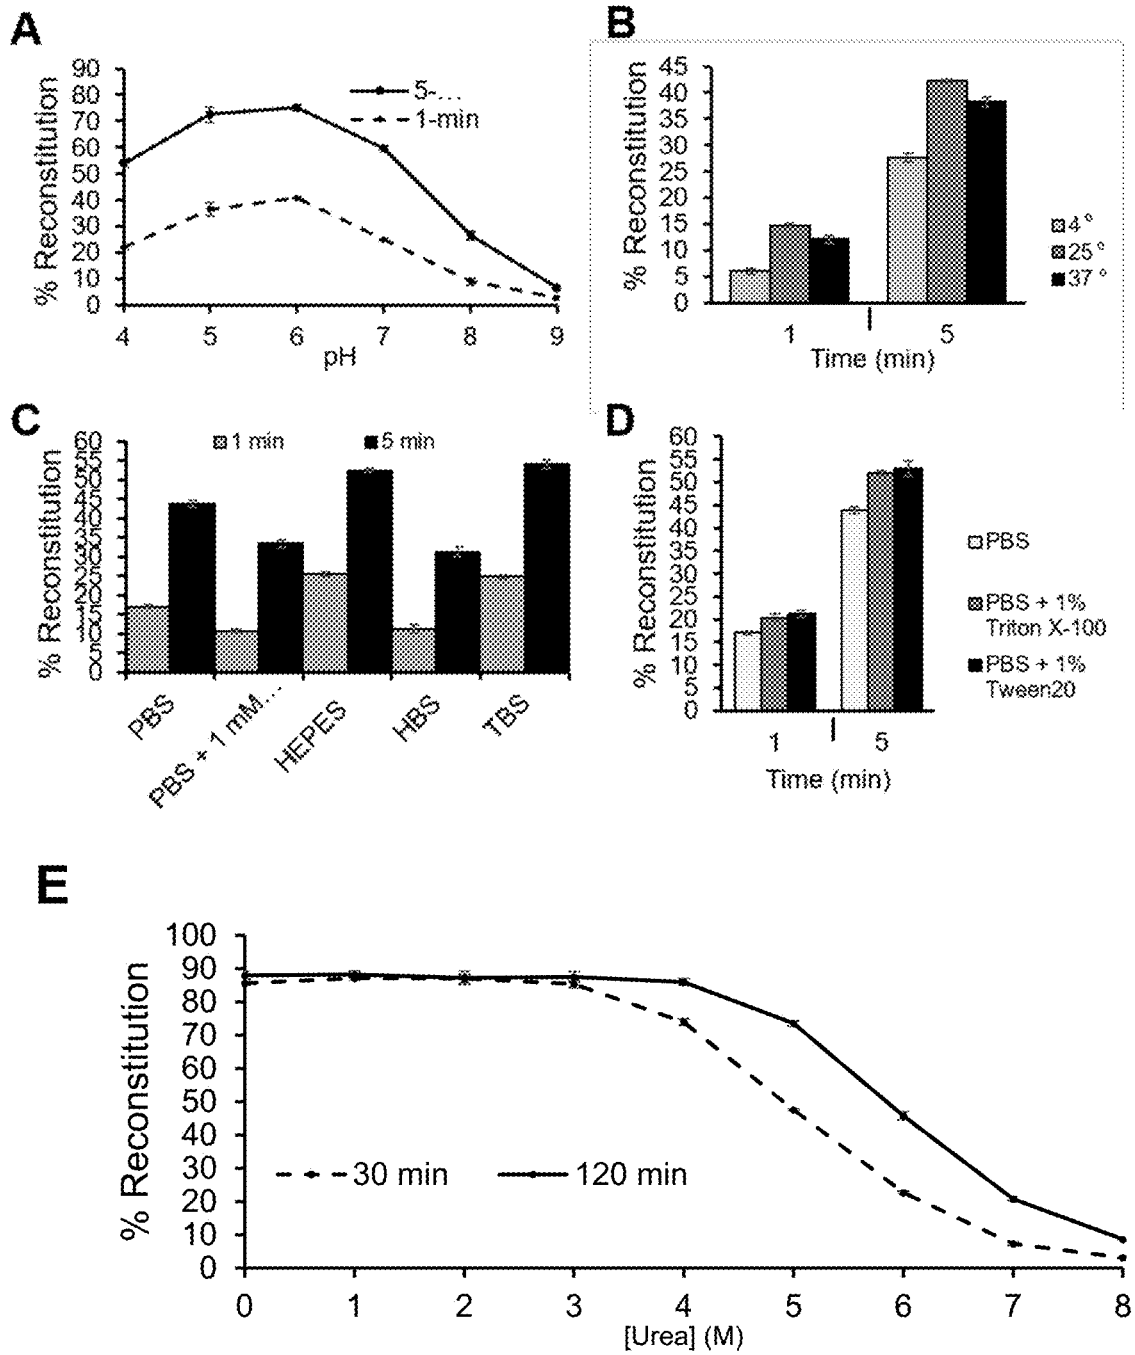 A
90
80
70
60
50
40
30
20
10
0
% Reconstitution
5-…
1-min
4 5 6 7 8 9
pH
B
45
40
35
30
25
20
15
10
5
0
% Reconstitution
4 °
25 °
37 °
1 5
Time (min)
C
60
55
50
45
40
35
30
25
20
15
10
5
0
% Reconstitution
1 min 5 min
PBS
PBS + 1 mM…
HEPES
HBS
TBS
D
60
55
50
45
40
35
30
25
20
15
10
5
0
% Reconstitution
PBS
PBS + 1%
Triton X-100
PBS + 1%
Tween20
1 5
Time (min)
E
100
90
80
70
60
50
40
30
20
10
0
% Reconstitution
30 min 120 min
0 1 2 3 4 5 6 7 8
[Urea] (M)